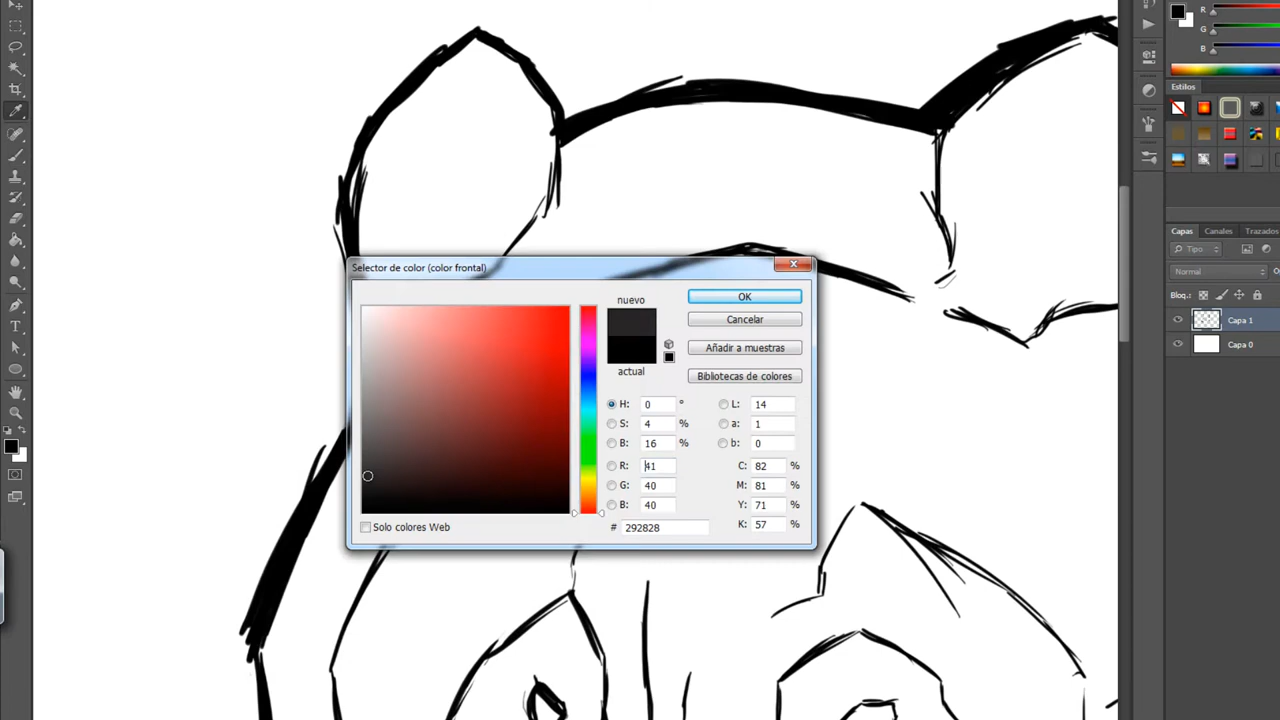 R
G
B
Estilos
Capas Canales Trazados
Tipo
Normal
Bloq.:
Capa 1
Capa 0
T
Selector de color (color frontal)
nuevo
actual
OK
Cancelar
Añadir a muestras
Bibliotecas de colores
H: 0 º L: 14
S: 4 % a: 1
B: 16 % b: 0
R: 41 C: 82 %
G: 40 M: 81 %
B: 40 Y: 71 %
# 292828 K: 57 %
Solo colores Web